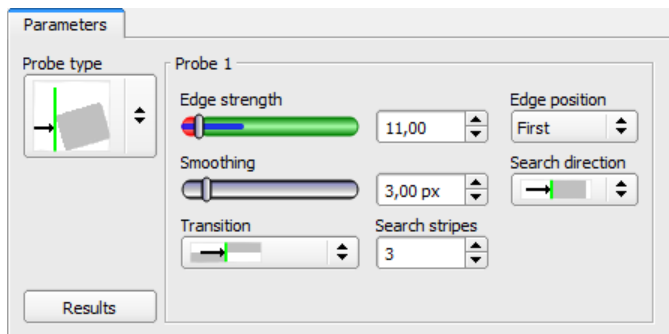 Parameters
Probe type
Probe 1
Edge strength
Edge position
11,00
First
Smoothing
Search direction
3,00 px
Transition
Search stripes
3
Results